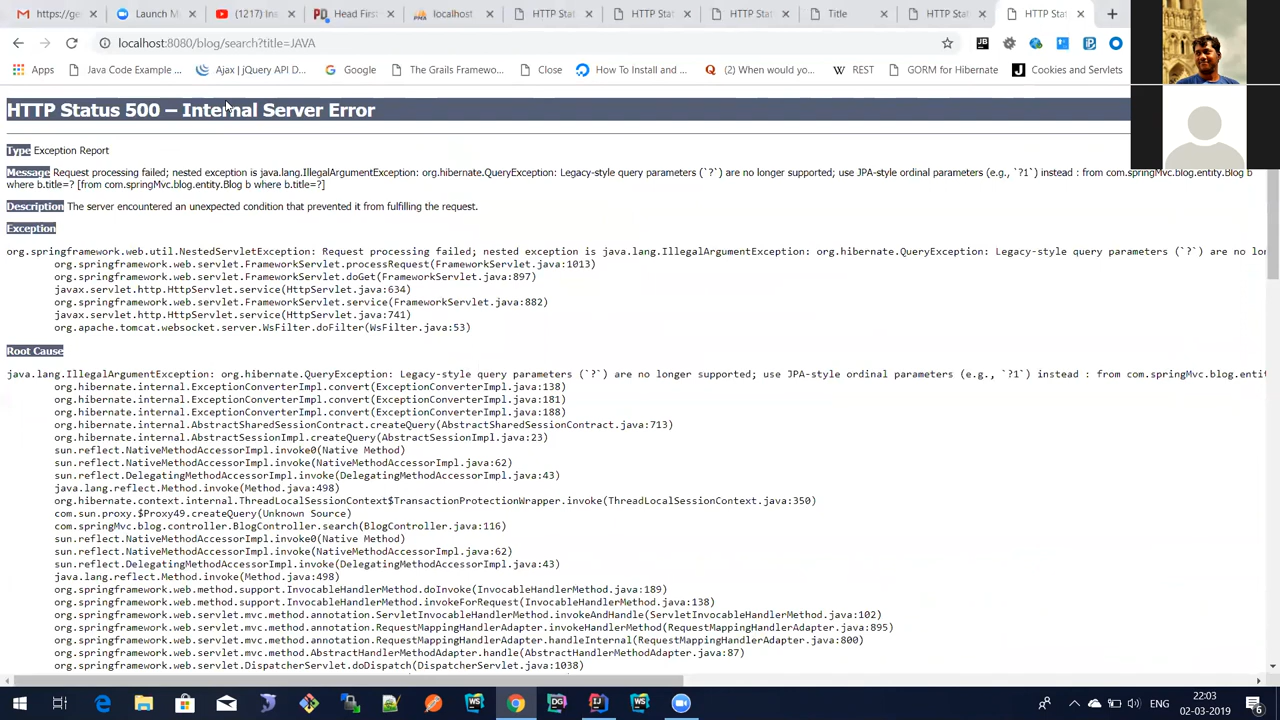 https://ge
Launch M
(1217) In
Head First
localhost
HTTP Stat
HTTP Stat
HTTP Stat
Title
HTTP Stat
HTTP Stat
localhost:8080/blog/search?title=JAVA
Apps
Java Code Example ...
Ajax | jQuery API D...
Google
The Grails Framewo...
Close
How To Install and ...
(2) When would you...
REST
GORM for Hibernate
Cookies and Servlets
HTTP Status 500 – Internal Server Error
Type Exception Report
Message Request processing failed; nested exception is java.lang.IllegalArgumentException: org.hibernate.QueryException: Legacy-style query parameters (`?`) are no longer supported; use JPA-style ordinal parameters (e.g., `?1`) instead : from com.springMvc.blog.entity.Blog b
where b.title=? [from com.springMvc.blog.entity.Blog b where b.title=?]
Description The server encountered an unexpected condition that prevented it from fulfilling the request.
Exception
org.springframework.web.util.NestedServletException: Request processing failed; nested exception is java.lang.IllegalArgumentException: org.hibernate.QueryException: Legacy-style query parameters (`?`) are no lon
org.springframework.web.servlet.FrameworkServlet.processRequest(FrameworkServlet.java:1013)
org.springframework.web.servlet.FrameworkServlet.doGet(FrameworkServlet.java:897)
javax.servlet.http.HttpServlet.service(HttpServlet.java:634)
org.springframework.web.servlet.FrameworkServlet.service(FrameworkServlet.java:882)
javax.servlet.http.HttpServlet.service(HttpServlet.java:741)
org.apache.tomcat.websocket.server.WsFilter.doFilter(WsFilter.java:53)
Root Cause
java.lang.IllegalArgumentException: org.hibernate.QueryException: Legacy-style query parameters (`?`) are no longer supported; use JPA-style ordinal parameters (e.g., `?1`) instead : from com.springMvc.blog.entit
org.hibernate.internal.ExceptionConverterImpl.convert(ExceptionConverterImpl.java:138)
org.hibernate.internal.ExceptionConverterImpl.convert(ExceptionConverterImpl.java:181)
org.hibernate.internal.ExceptionConverterImpl.convert(ExceptionConverterImpl.java:188)
org.hibernate.internal.AbstractSharedSessionContract.createQuery(AbstractSharedSessionContract.java:713)
org.hibernate.internal.AbstractSessionImpl.createQuery(AbstractSessionImpl.java:23)
sun.reflect.NativeMethodAccessorImpl.invoke0(Native Method)
sun.reflect.NativeMethodAccessorImpl.invoke(NativeMethodAccessorImpl.java:62)
sun.reflect.DelegatingMethodAccessorImpl.invoke(DelegatingMethodAccessorImpl.java:43)
java.lang.reflect.Method.invoke(Method.java:498)
org.hibernate.context.internal.ThreadLocalSessionContext$TransactionProtectionWrapper.invoke(ThreadLocalSessionContext.java:350)
com.sun.proxy.$Proxy49.createQuery(Unknown Source)
com.springMvc.blog.controller.BlogController.search(BlogController.java:116)
sun.reflect.NativeMethodAccessorImpl.invoke0(Native Method)
sun.reflect.NativeMethodAccessorImpl.invoke(NativeMethodAccessorImpl.java:62)
sun.reflect.DelegatingMethodAccessorImpl.invoke(DelegatingMethodAccessorImpl.java:43)
java.lang.reflect.Method.invoke(Method.java:498)
org.springframework.web.method.support.InvocableHandlerMethod.doInvoke(InvocableHandlerMethod.java:189)
org.springframework.web.method.support.InvocableHandlerMethod.invokeForRequest(InvocableHandlerMethod.java:138)
org.springframework.web.servlet.mvc.method.annotation.ServletInvocableHandlerMethod.invokeAndHandle(ServletInvocableHandlerMethod.java:102)
org.springframework.web.servlet.mvc.method.annotation.RequestMappingHandlerAdapter.invokeHandlerMethod(RequestMappingHandlerAdapter.java:895)
org.springframework.web.servlet.mvc.method.annotation.RequestMappingHandlerAdapter.handleInternal(RequestMappingHandlerAdapter.java:800)
org.springframework.web.servlet.mvc.method.AbstractHandlerMethodAdapter.handle(AbstractHandlerMethodAdapter.java:87)
org.springframework.web.servlet.DispatcherServlet.doDispatch(DispatcherServlet.java:1038)
ENG
22:03
02-03-2019
6